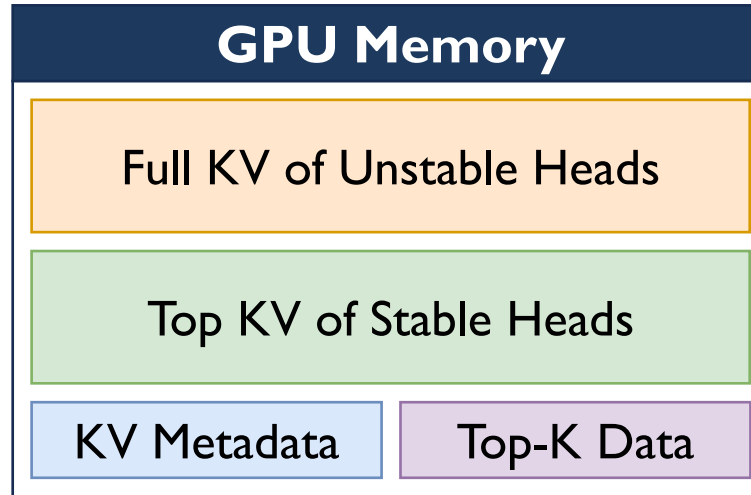 GPU Memory
Full KV of Unstable Heads
Top KV of Stable Heads
KV Metadata
Top-K Data